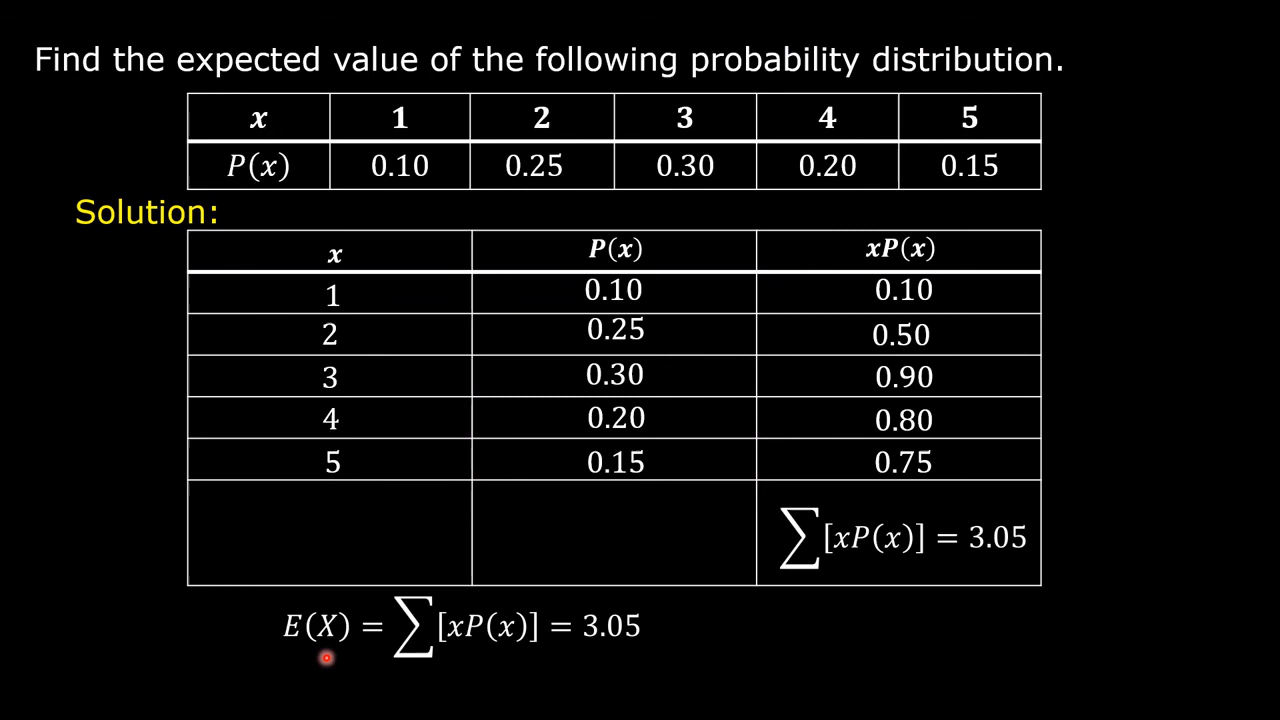 Find the expected value of the following probability distribution.
x 1 2 3 4 5
P(x) 0.10 0.25 0.30 0.20 0.15
Solution:
x P(x) xP(x)
1 0.10 0.10
2 0.25 0.50
3 0.30 0.90
4 0.20 0.80
5 0.15 0.75
∑[xP(x)] = 3.05
E(X) = ∑[xP(x)] = 3.05